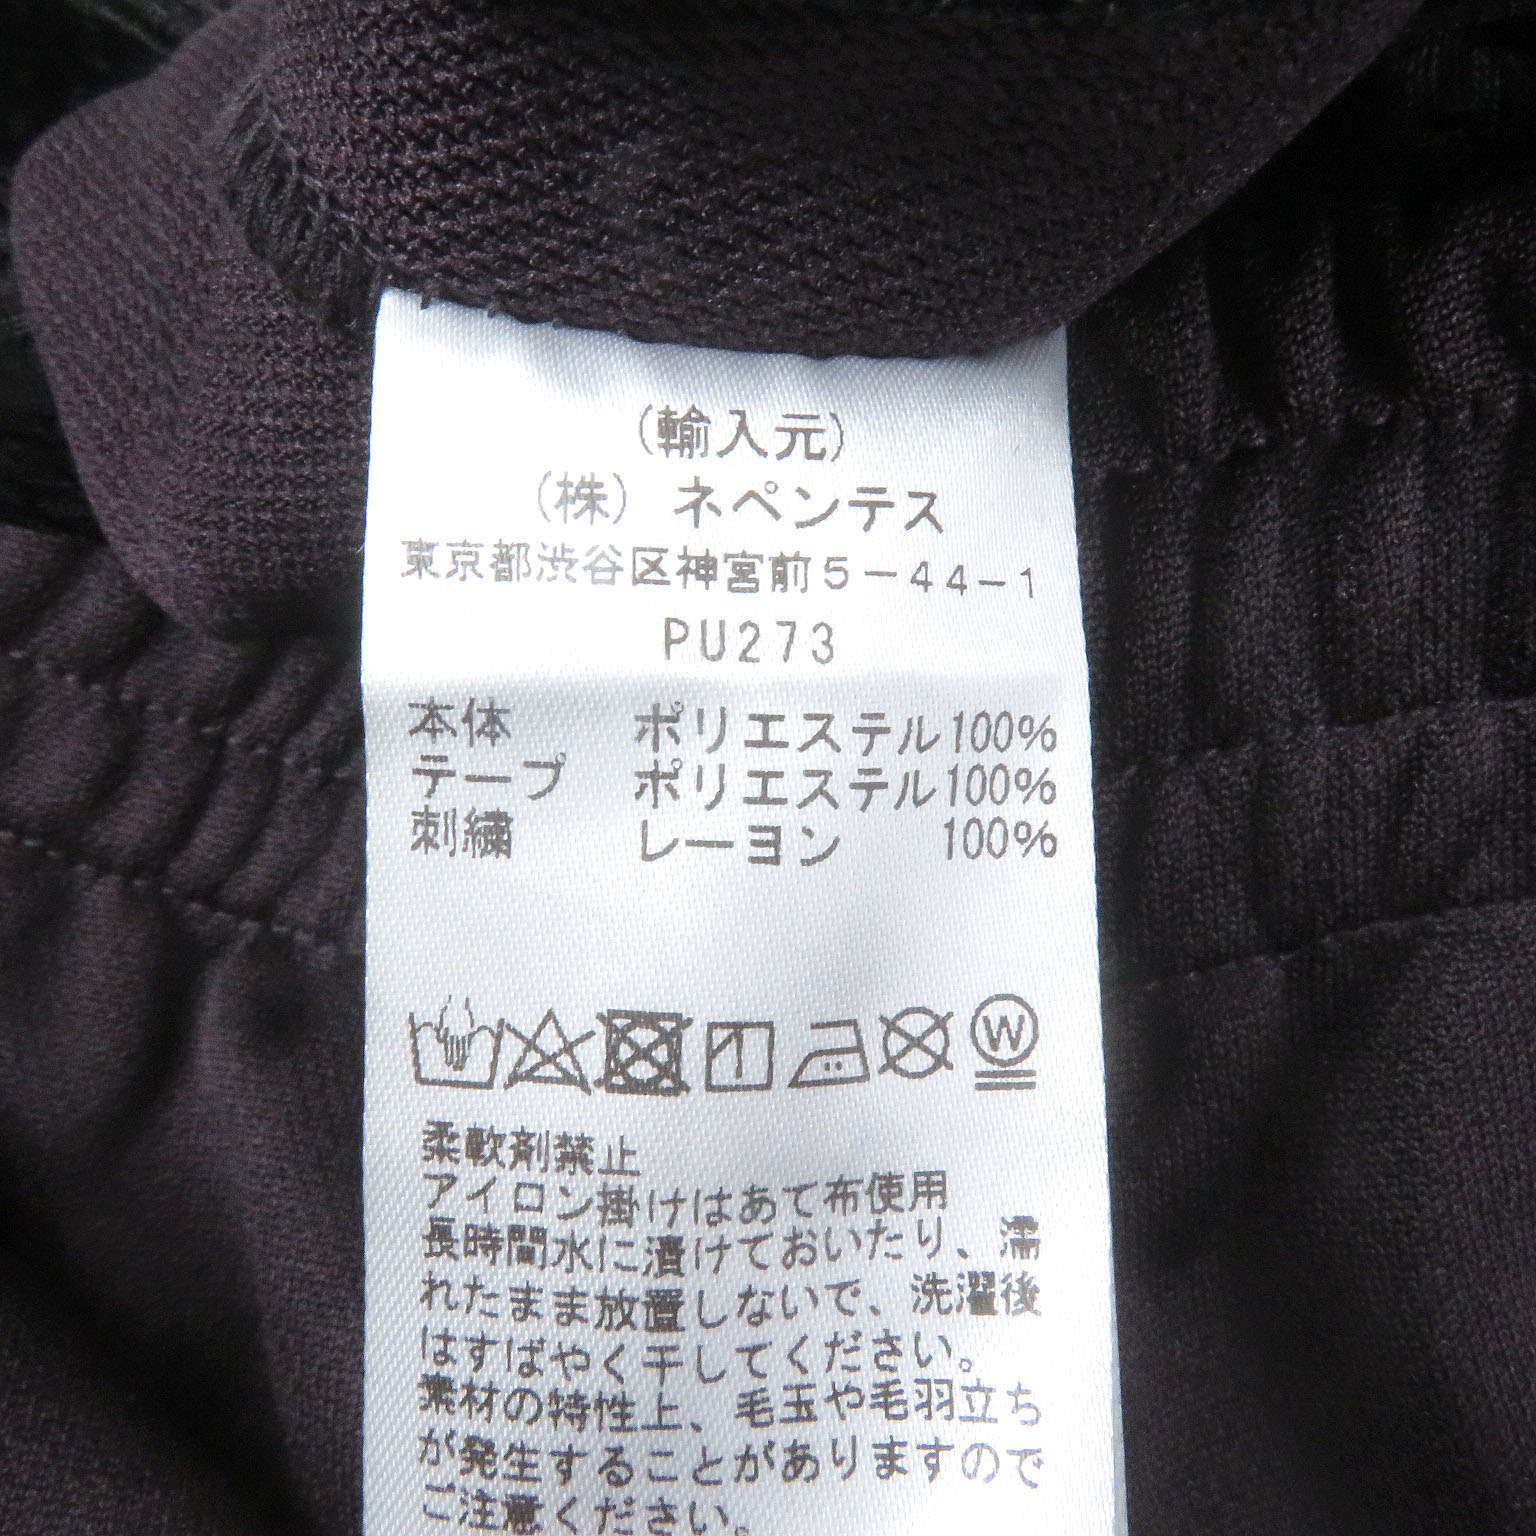 (輸入元)
(株) ネペンテス
東京都渋谷区神宮前5-44-1
PU273
本体 ポリエステル100%
テープ ポリエステル100%
刺繍 レーヨン 100%
W
柔軟剤禁止
アイロン掛けはあて布使用
長時間水に漬けておいたり、濡
れたまま放置しないで、洗濯後
はすばやく干してください。
素材の特性上、毛玉や毛羽立ち
が発生することがありますので
ご注意ください。